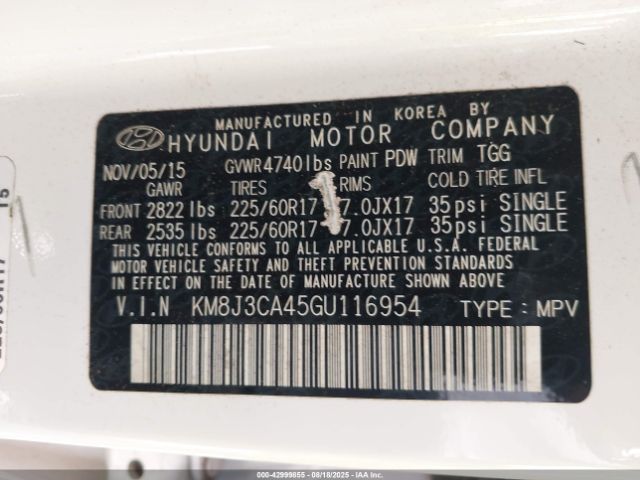 MANUFACTURED IN KOREA BY
HYUNDAI MOTOR COMPANY
NOV/05/15 GVWR 4740lbs PAINT PDW TRIM TGG
GAWR TIRES RIMS COLD TIRE INFL
FRONT 2822 lbs 225/60R17 7.0JX17 35psi SINGLE
REAR 2535 lbs 225/60R17 7.0JX17 35psi SINGLE
THIS VEHICLE CONFORMS TO ALL APPLICABLE U.S.A. FEDERAL
MOTOR VEHICLE SAFETY AND THEFT PREVENTION STANDARDS
IN EFFECT ON THE DATE OF MANUFACTURE SHOWN ABOVE.
V.I.N KM8J3CA45GU116954 TYPE : MPV
000-42999655 08/18/2025 COPYRIGHT IAA